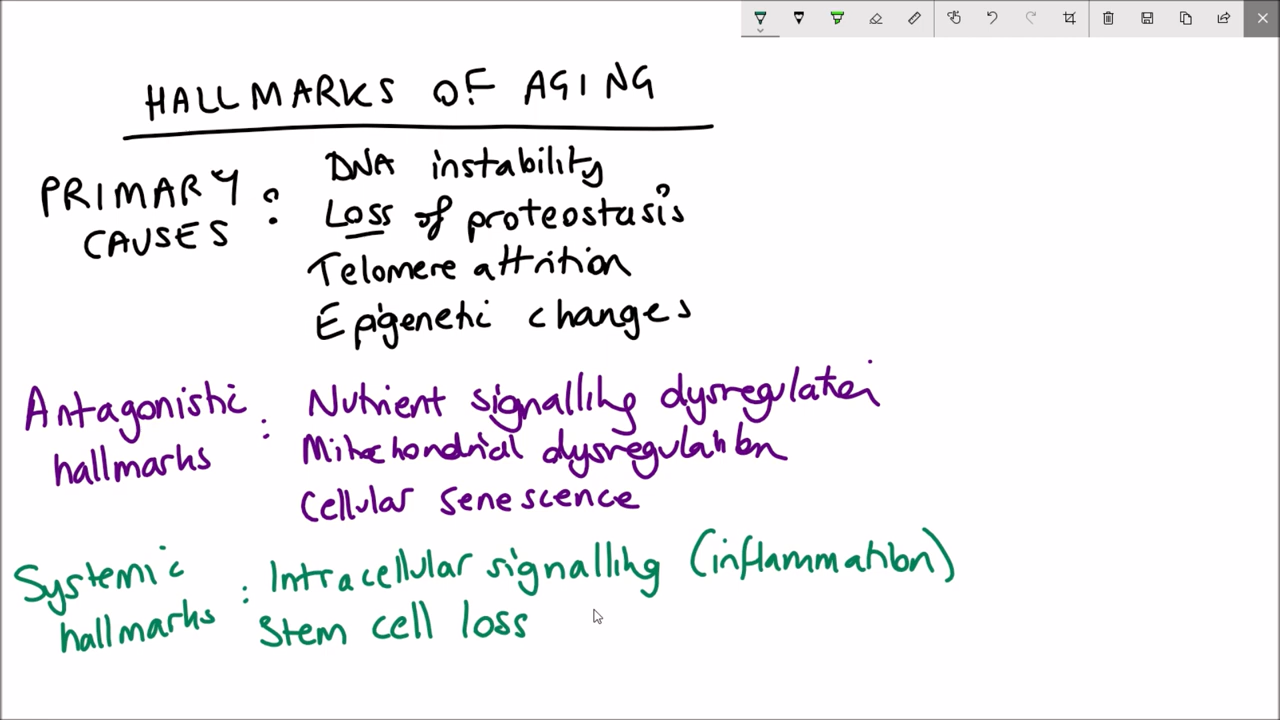 HALLMARKS OF AGING
PRIMARY CAUSES :
DNA instability
Loss of proteostasis
Telomere attrition
Epigenetic changes
Antagonistic hallmarks :
Nutrient signalling dysregulation
Mitochondrial dysregulation
Cellular senescence
Systemic hallmarks :
Intracellular signalling (inflammation)
Stem cell loss